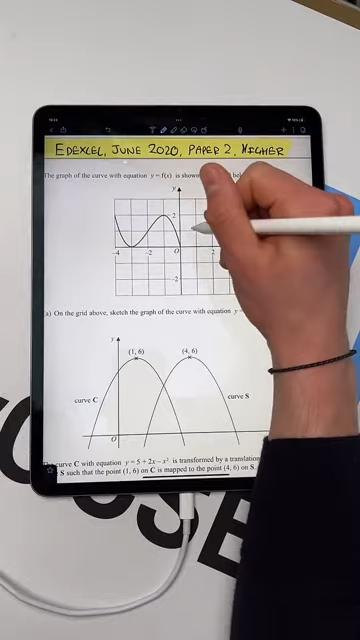 EDEXCEL, JUNE 2020, PAPER 2, HIGHER
The graph of the curve with equation y = f(x) is shown
y
2
-4
-2
O
2
-2
(a) On the grid above, sketch the graph of the curve with equation y =
y
(1, 6)
(4, 6)
curve C
curve S
O
curve C with equation y = 5 + 2x − x² is transformed by a translation
S such that the point (1, 6) on C is mapped to the point (4, 6) on S.